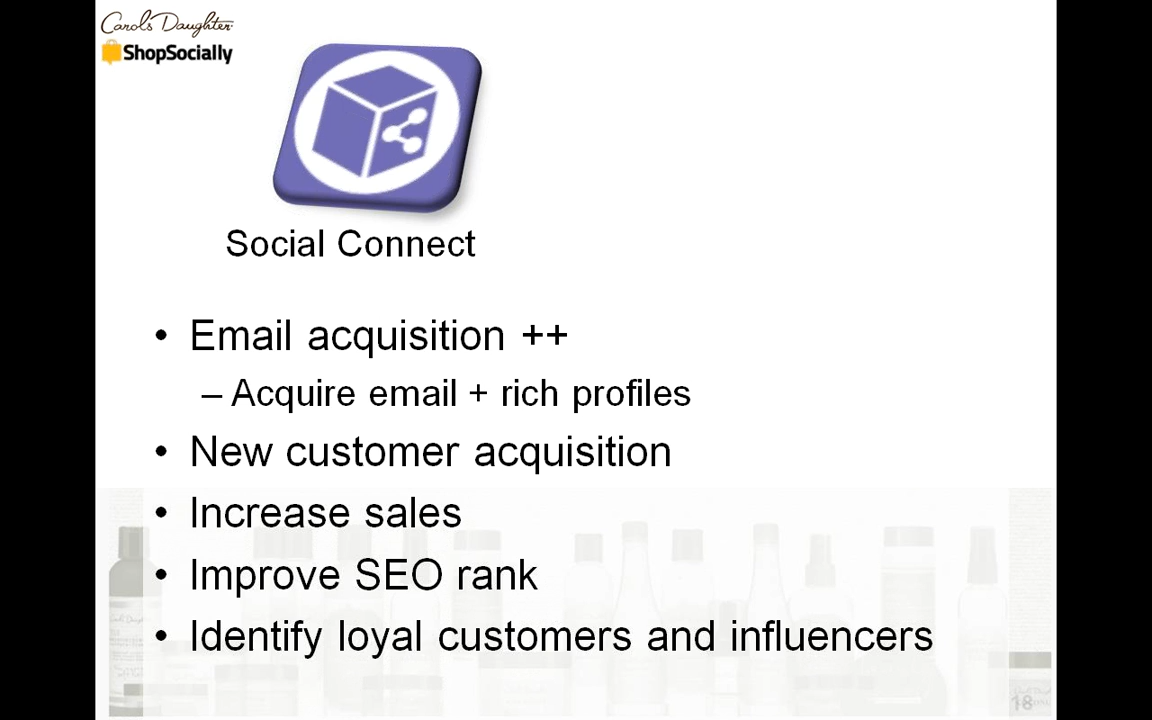 Carol's Daughter
ShopSocially
Social Connect
• Email acquisition ++
– Acquire email + rich profiles
• New customer acquisition
• Increase sales
• Improve SEO rank
• Identify loyal customers and influencers
18